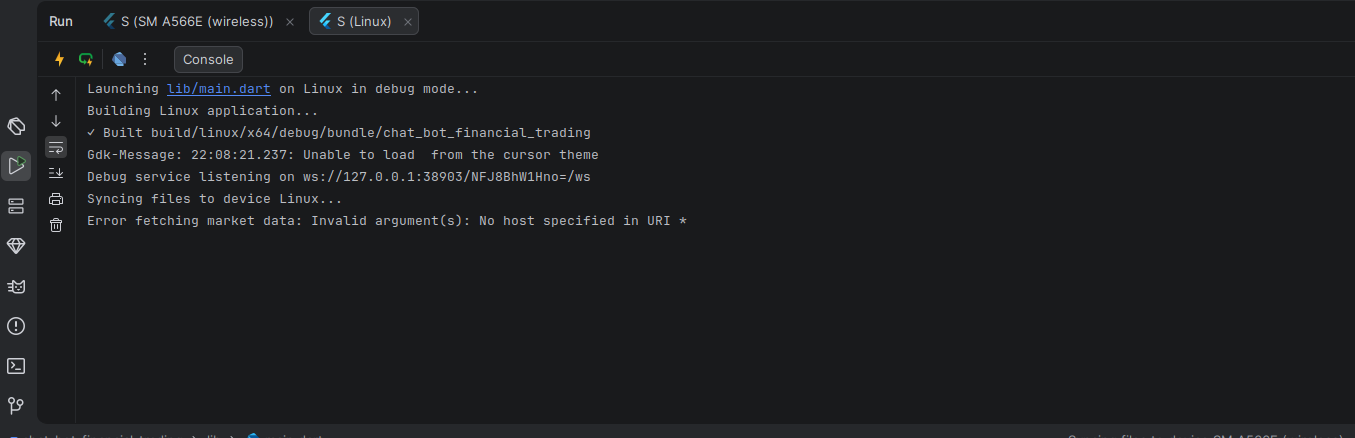 Run
S (SM A566E (wireless))
S (Linux)
Console
Launching lib/main.dart on Linux in debug mode...
Building Linux application...
✓ Built build/linux/x64/debug/bundle/chat_bot_financial_trading
Gdk-Message: 22:08:21.237: Unable to load  from the cursor theme
Debug service listening on ws://127.0.0.1:38903/NFJ8BhW1Hno=/ws
Syncing files to device Linux...
Error fetching market data: Invalid argument(s): No host specified in URI *